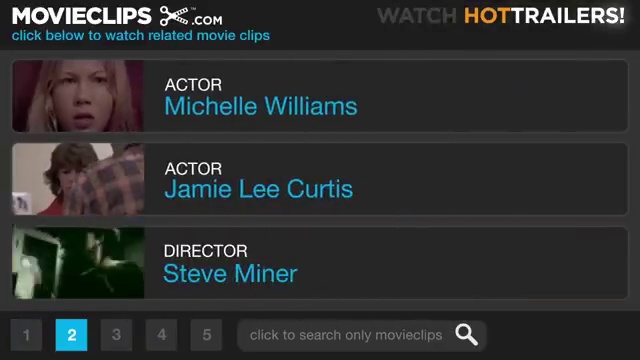 MOVIECLIPS .COM
WATCH HOTTRAILERS!
click below to watch related movie clips
ACTOR
Michelle Williams
ACTOR
Jamie Lee Curtis
DIRECTOR
Steve Miner
1 2 3 4 5 click to search only movieclips